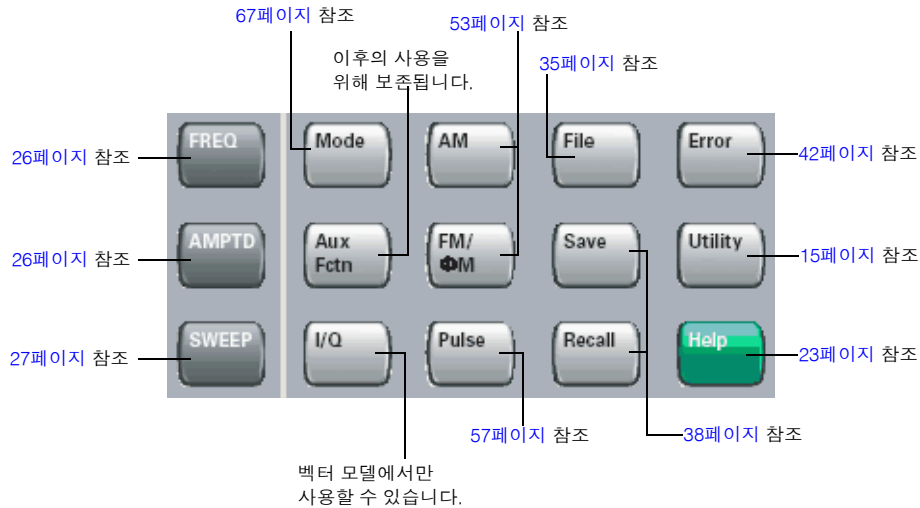 67페이지 참조
53페이지 참조
이후의 사용을
위해 보존됩니다.
35페이지 참조
FREQ
Mode
AM
File
Error
26페이지 참조
42페이지 참조
AMPTD
Aux
Fctn
FM/
ΦM
Save
Utility
26페이지 참조
15페이지 참조
SWEEP
I/Q
Pulse
Recall
Help
27페이지 참조
23페이지 참조
57페이지 참조
38페이지 참조
벡터 모델에서만
사용할 수 있습니다.